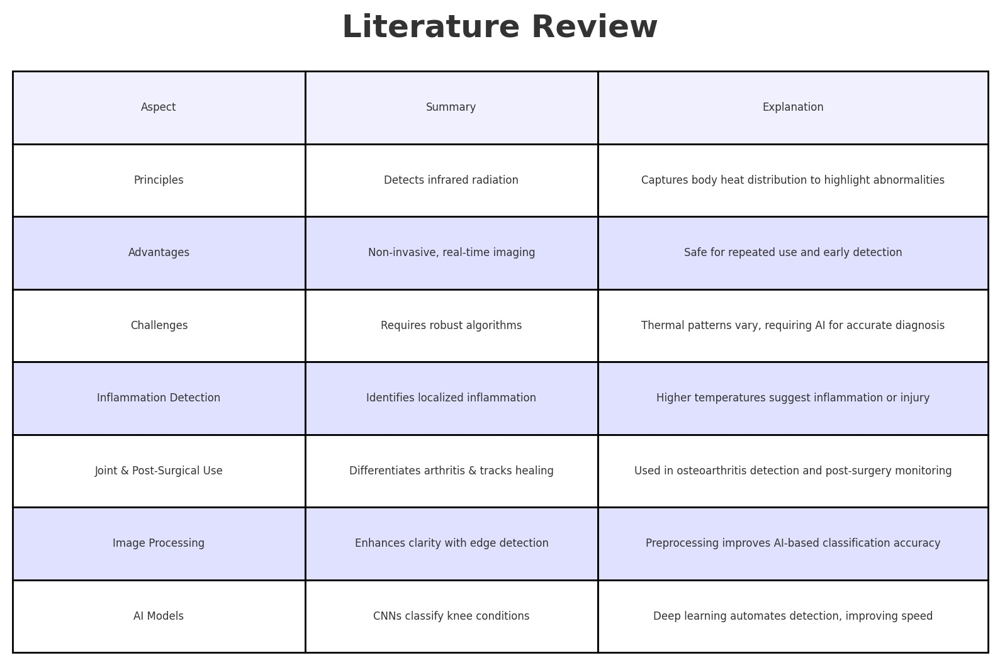 Literature Review
Aspect Summary Explanation
Principles Detects infrared radiation Captures body heat distribution to highlight abnormalities
Advantages Non-invasive, real-time imaging Safe for repeated use and early detection
Challenges Requires robust algorithms Thermal patterns vary, requiring AI for accurate diagnosis
Inflammation Detection Identifies localized inflammation Higher temperatures suggest inflammation or injury
Joint & Post-Surgical Use Differentiates arthritis & tracks healing Used in osteoarthritis detection and post-surgery monitoring
Image Processing Enhances clarity with edge detection Preprocessing improves AI-based classification accuracy
AI Models CNNs classify knee conditions Deep learning automates detection, improving speed